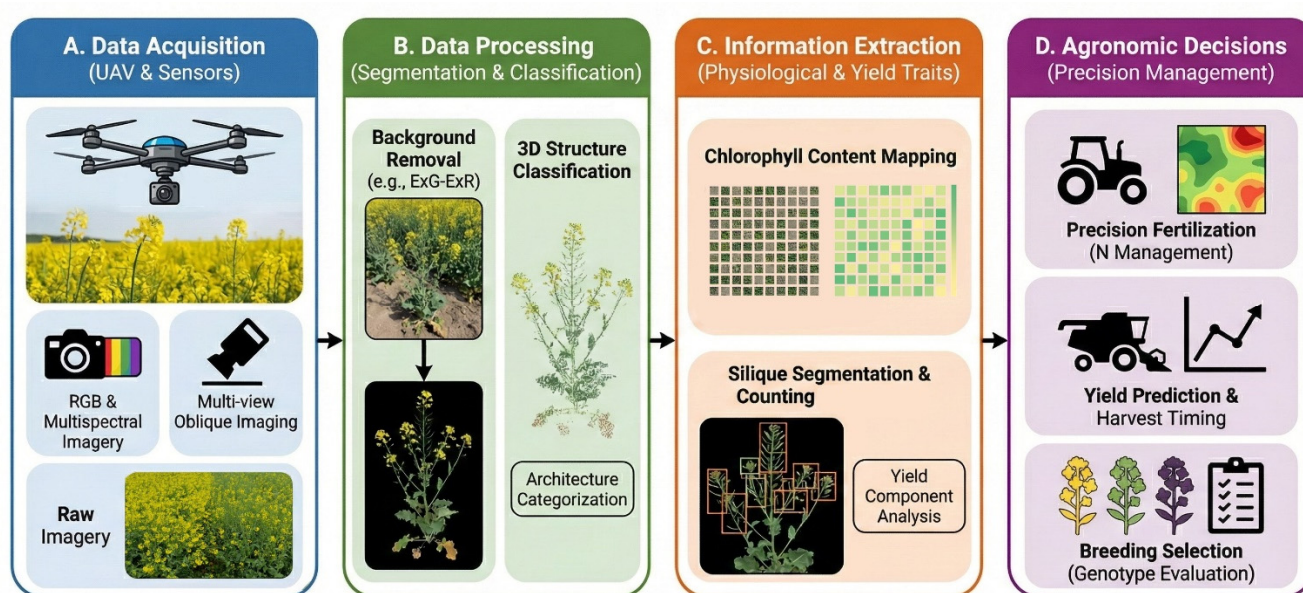 A. Data Acquisition
(UAV & Sensors)
RGB &
Multispectral
Imagery
Multi-view
Oblique Imaging
Raw
Imagery
B. Data Processing
(Segmentation & Classification)
Background
Removal
(e.g., ExG-ExR)
3D Structure
Classification
Architecture
Categorization
C. Information Extraction
(Physiological & Yield Traits)
Chlorophyll Content Mapping
Silique Segmentation &
Counting
Yield
Component
Analysis
D. Agronomic Decisions
(Precision Management)
Precision Fertilization
(N Management)
Yield Prediction &
Harvest Timing
Breeding Selection
(Genotype Evaluation)